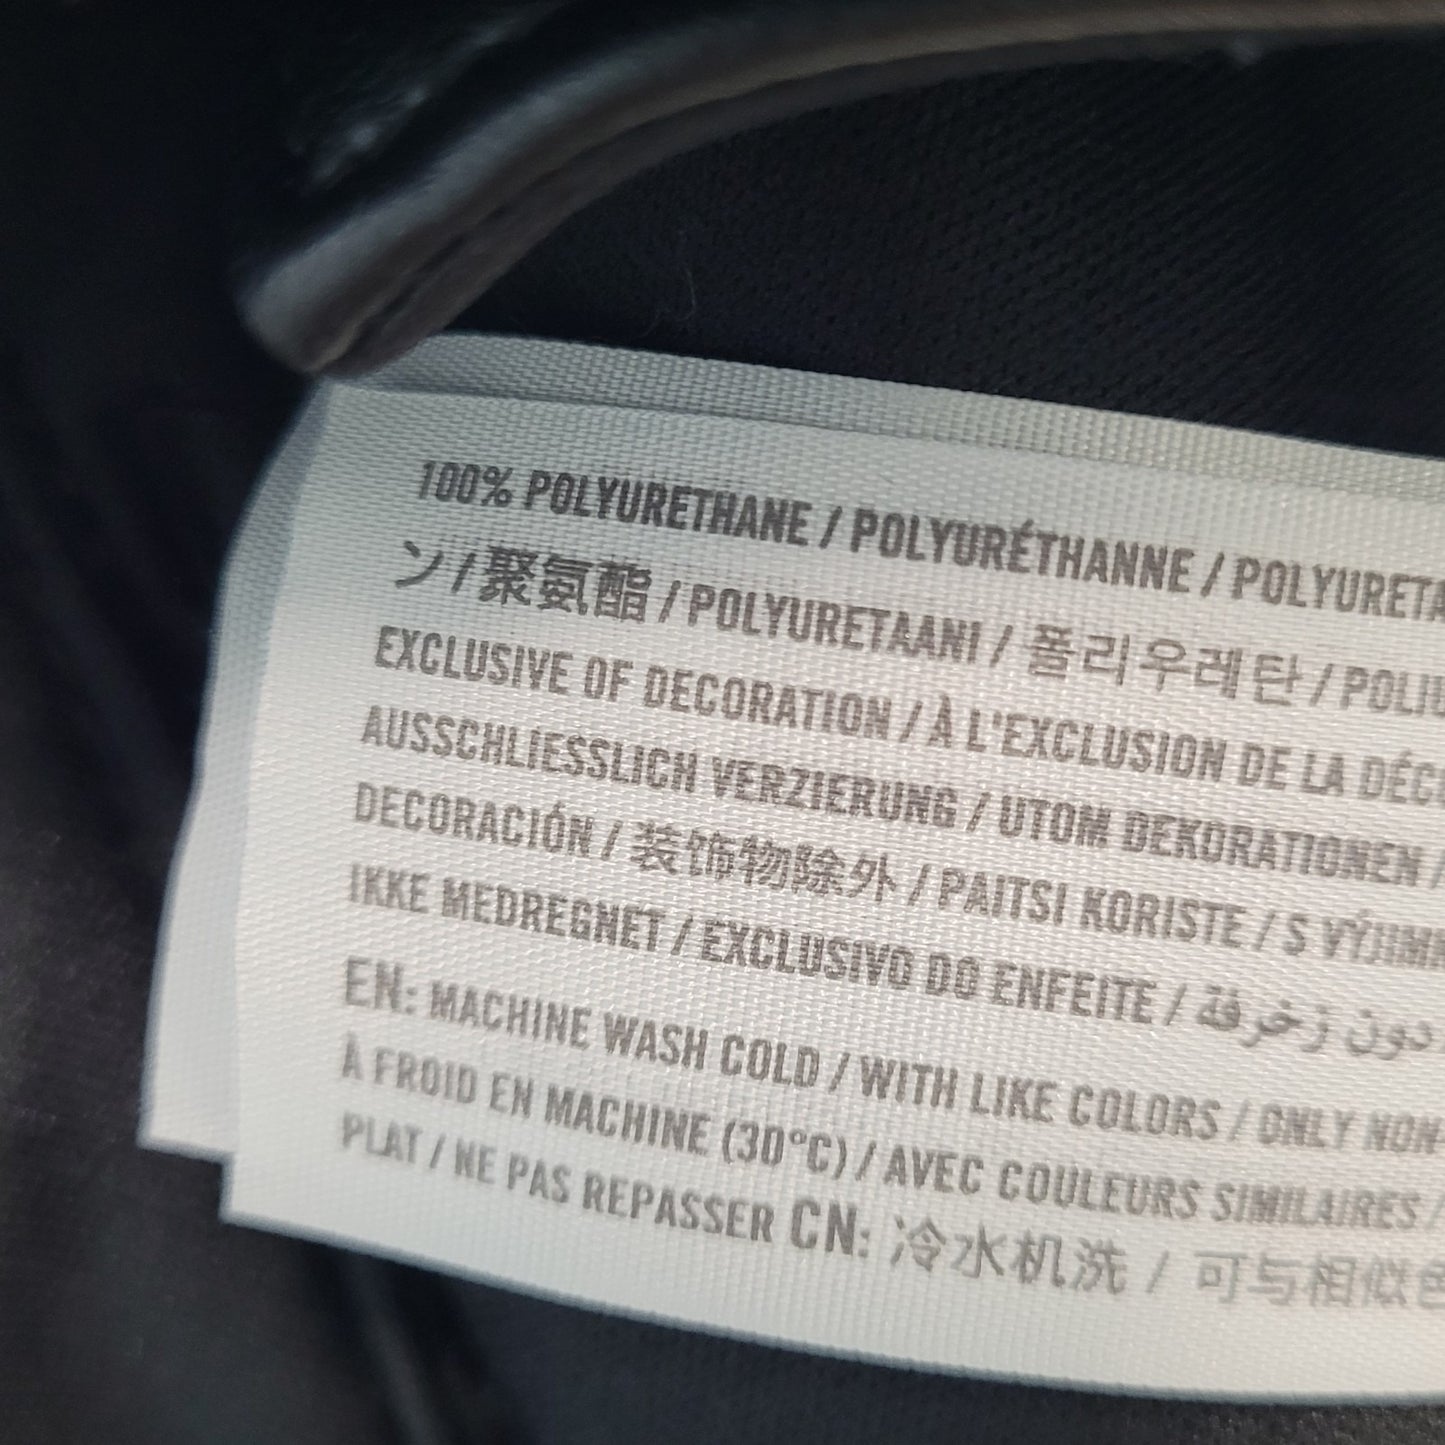 100% POLYURETHANE / POLYURÉTHANNE / POLYURETA
ン / 聚氨酯 / POLYURETAANI / 폴리우레탄 / POLIU
EXCLUSIVE OF DECORATION / À L'EXCLUSION DE LA DÉC
AUSSCHLIESSLICH VERZIERUNG / UTOM DEKORATIONEN /
DECORACIÓN / 装饰物除外 / PAITSI KORISTE / S VÝJIM
IKKE MEDREGNET / EXCLUSIVO DO ENFEITE / دون زخرفة
EN: MACHINE WASH COLD / WITH LIKE COLORS / ONLY NON-
À FROID EN MACHINE (30°C) / AVEC COULEURS SIMILAIRES /
PLAT / NE PAS REPASSER CN: 冷水机洗 / 可与相似色